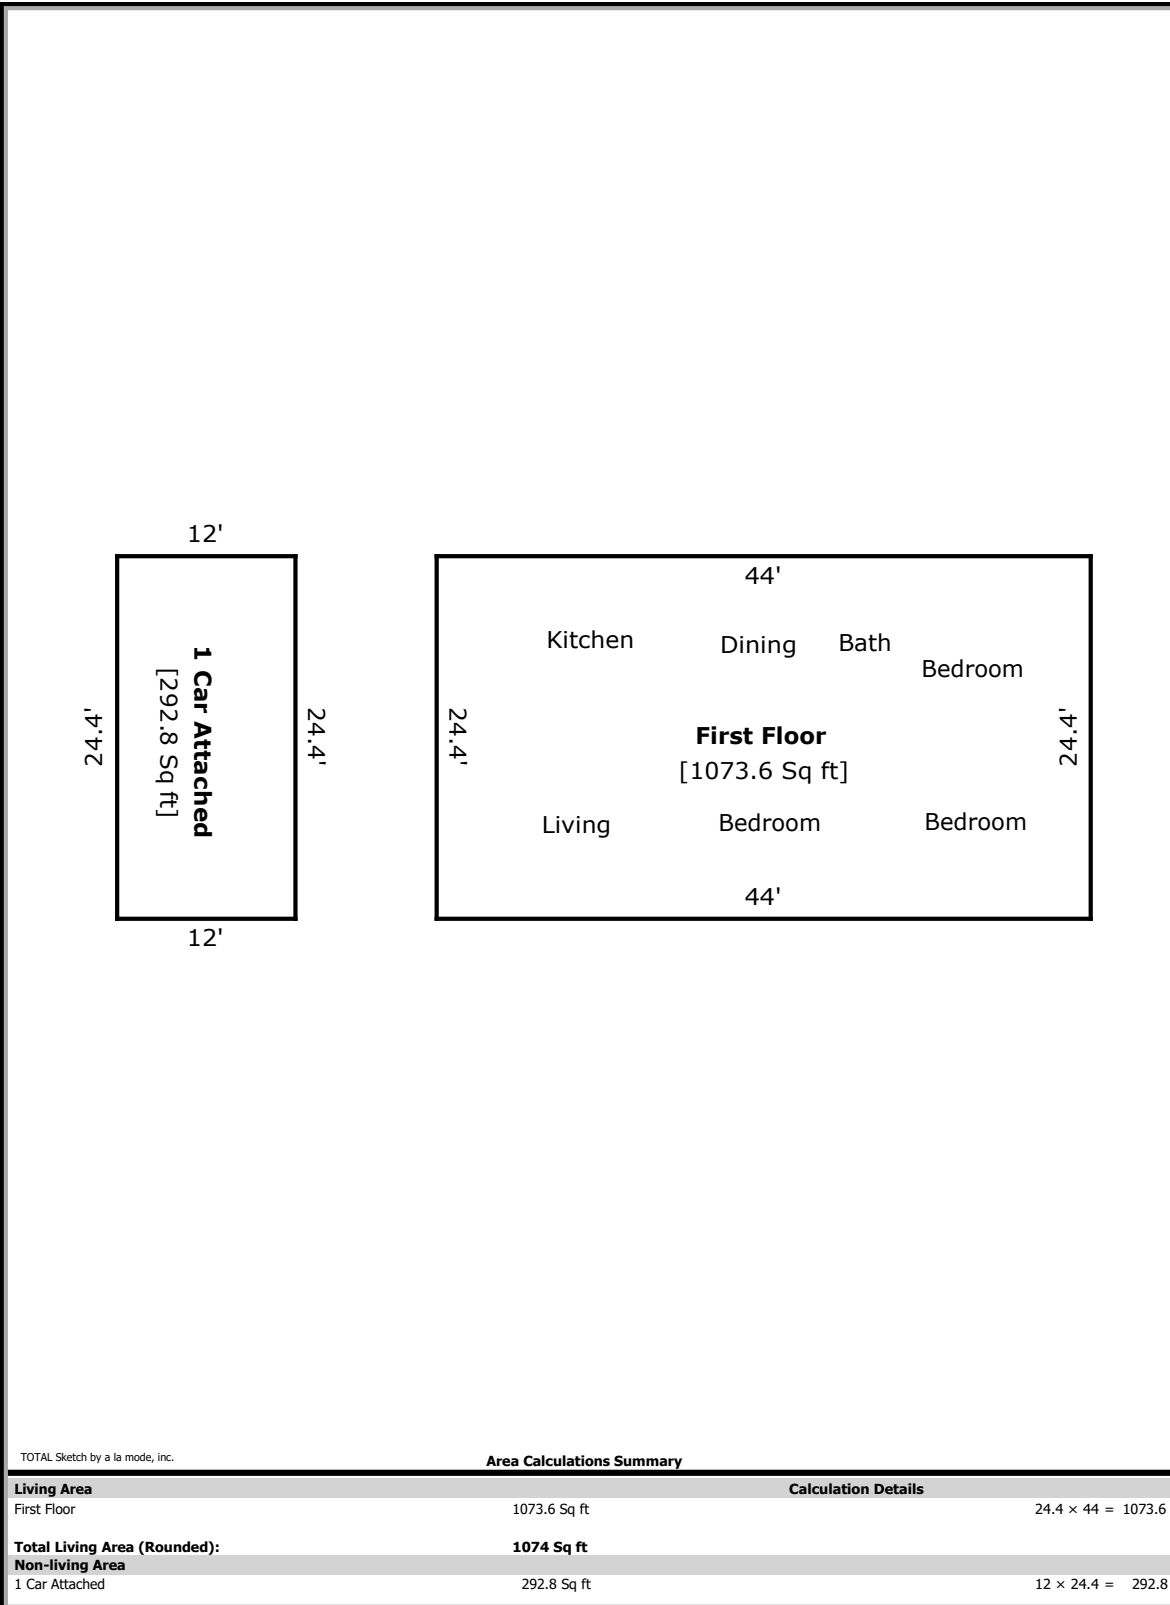 12'
24.4'
1 Car Attached
[292.8 Sq ft]
24.4'
12'
44'
Kitchen
Dining
Bath
Bedroom
24.4'
First Floor
[1073.6 Sq ft]
24.4'
Living
Bedroom
Bedroom
44'
TOTAL Sketch by a la mode, inc.
Area Calculations Summary
Living Area Calculation Details
First Floor 1073.6 Sq ft 24.4 × 44 = 1073.6
Total Living Area (Rounded): 1074 Sq ft
Non-living Area
1 Car Attached 292.8 Sq ft 12 × 24.4 = 292.8